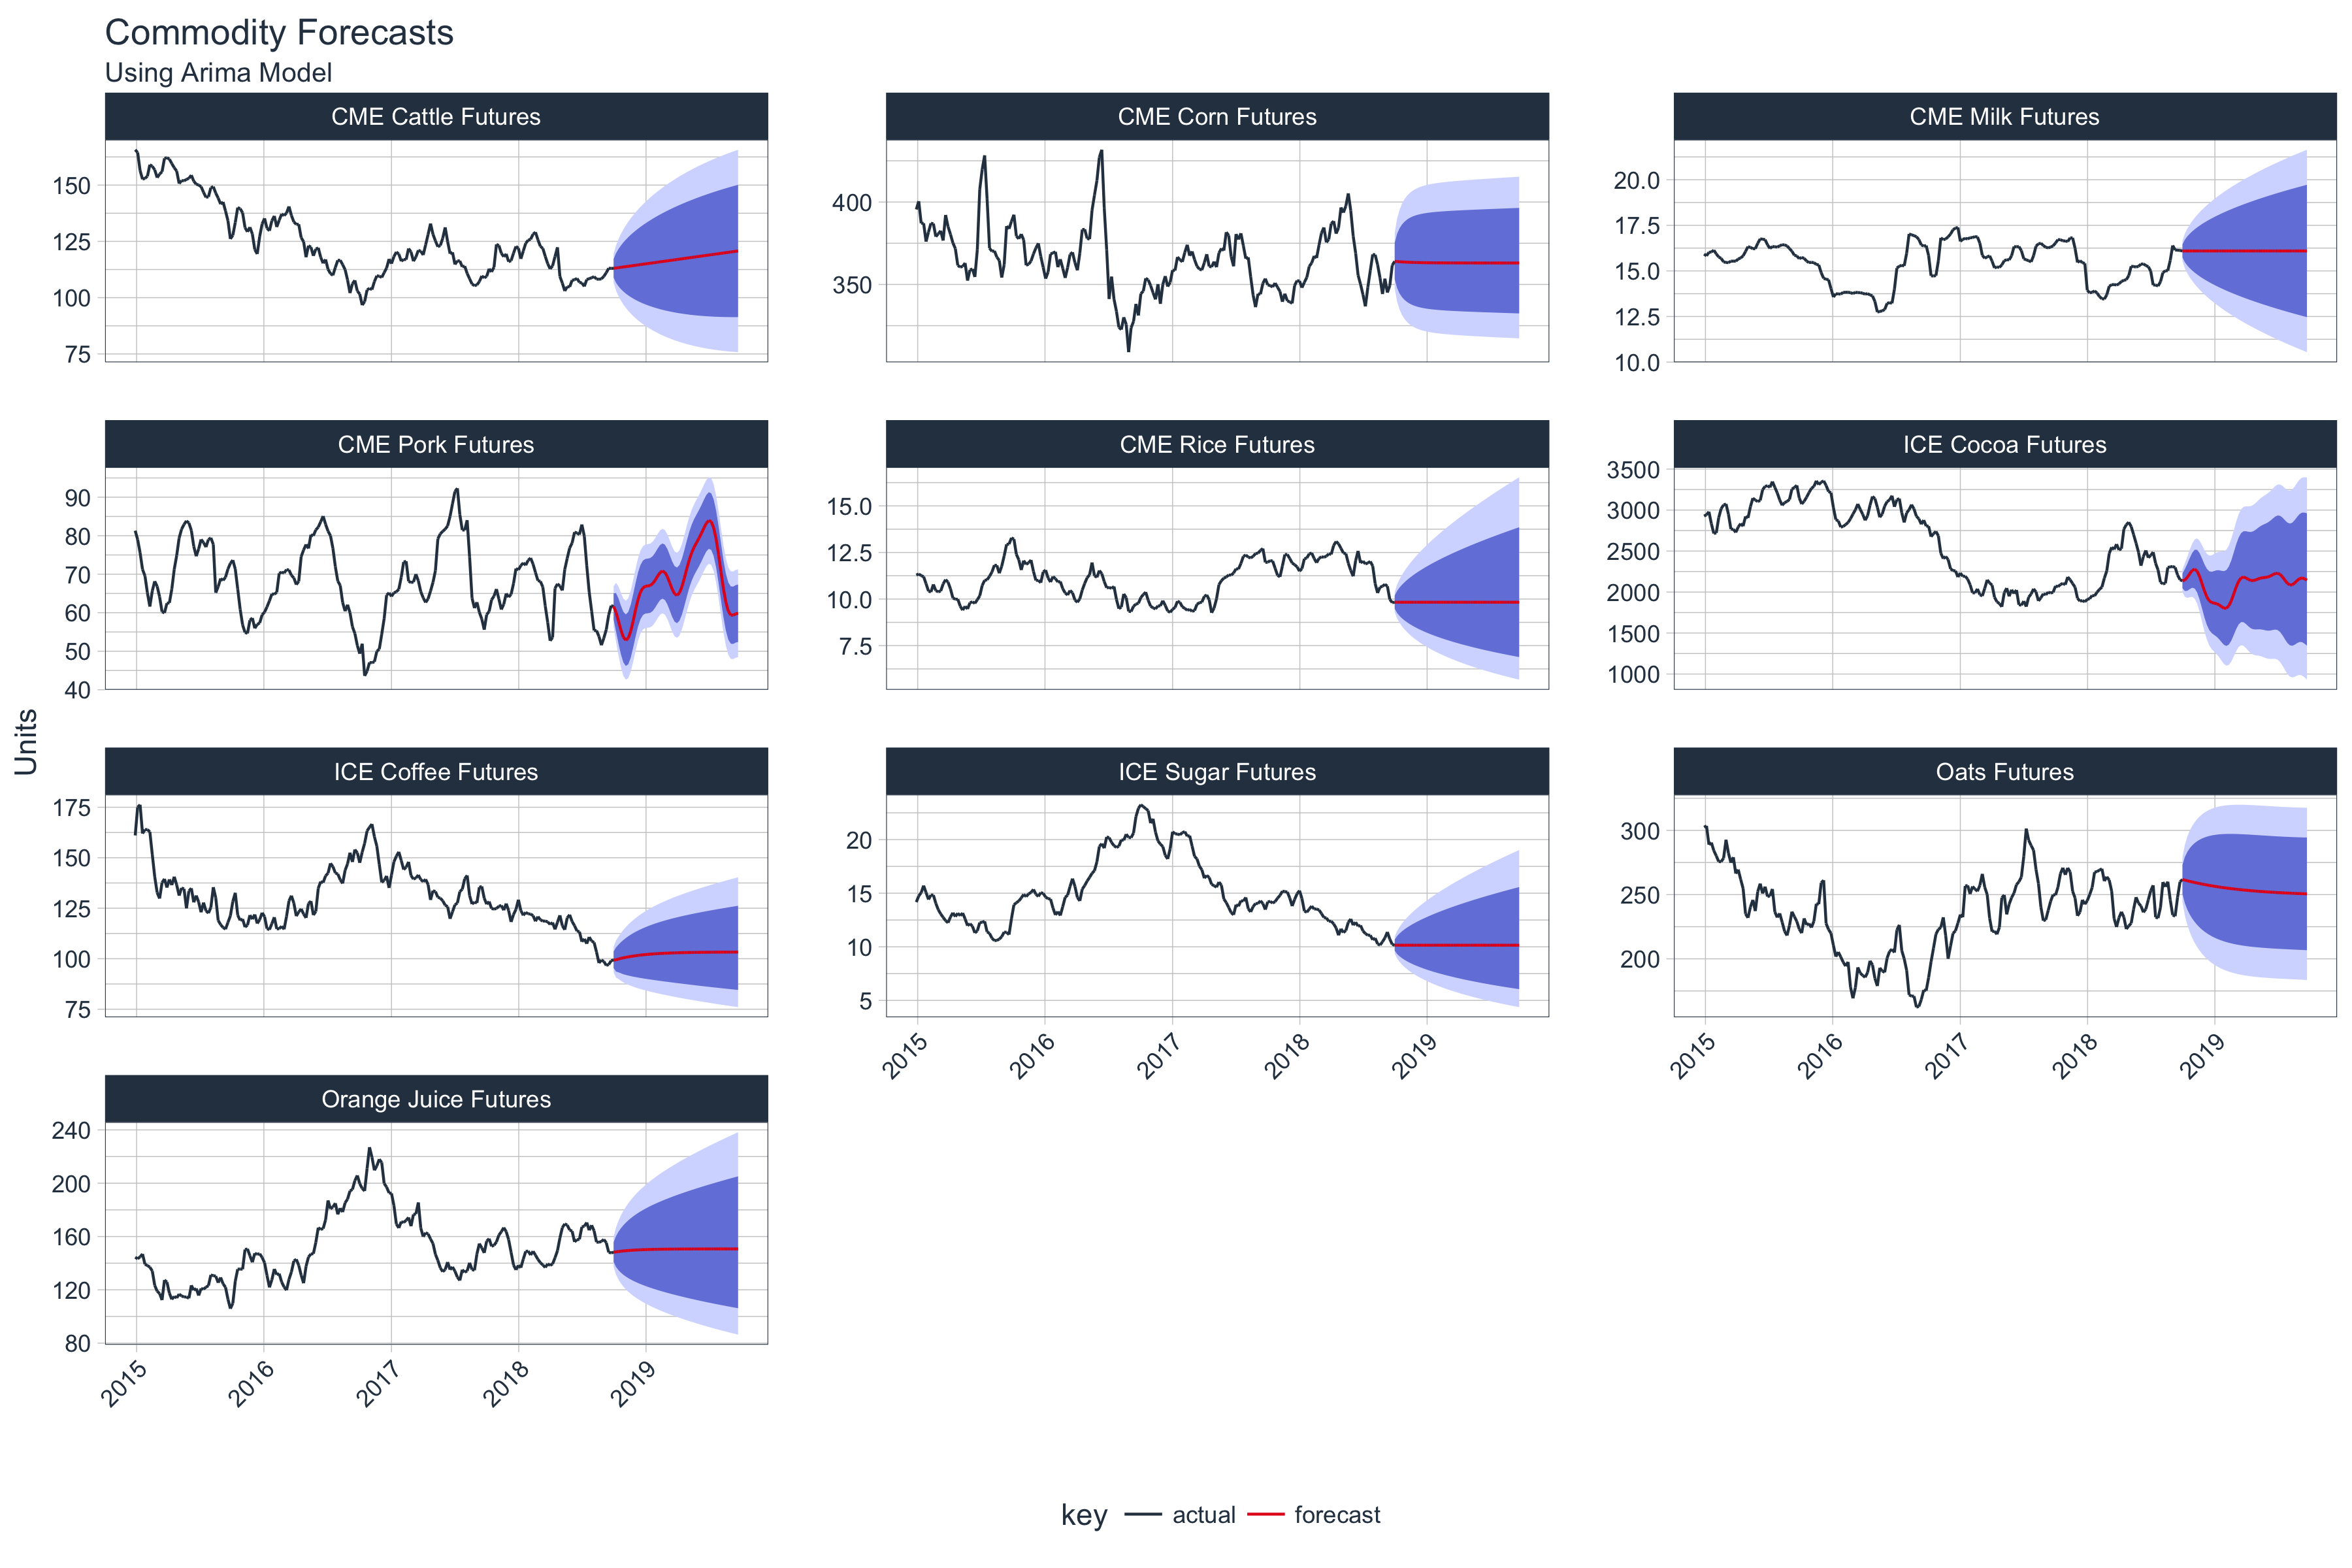 Commodity Forecasts
Using Arima Model
CME Cattle Futures
150
125
100
75
CME Corn Futures
400
350
CME Milk Futures
20.0
17.5
15.0
12.5
10.0
CME Pork Futures
90
80
70
60
50
40
CME Rice Futures
15.0
12.5
10.0
7.5
ICE Cocoa Futures
3500
3000
2500
2000
1500
1000
Units
ICE Coffee Futures
175
150
125
100
75
ICE Sugar Futures
20
15
10
5
2015 2016 2017 2018 2019
Oats Futures
300
250
200
2015 2016 2017 2018 2019
Orange Juice Futures
240
200
160
120
80
2015 2016 2017 2018 2019
key actual forecast